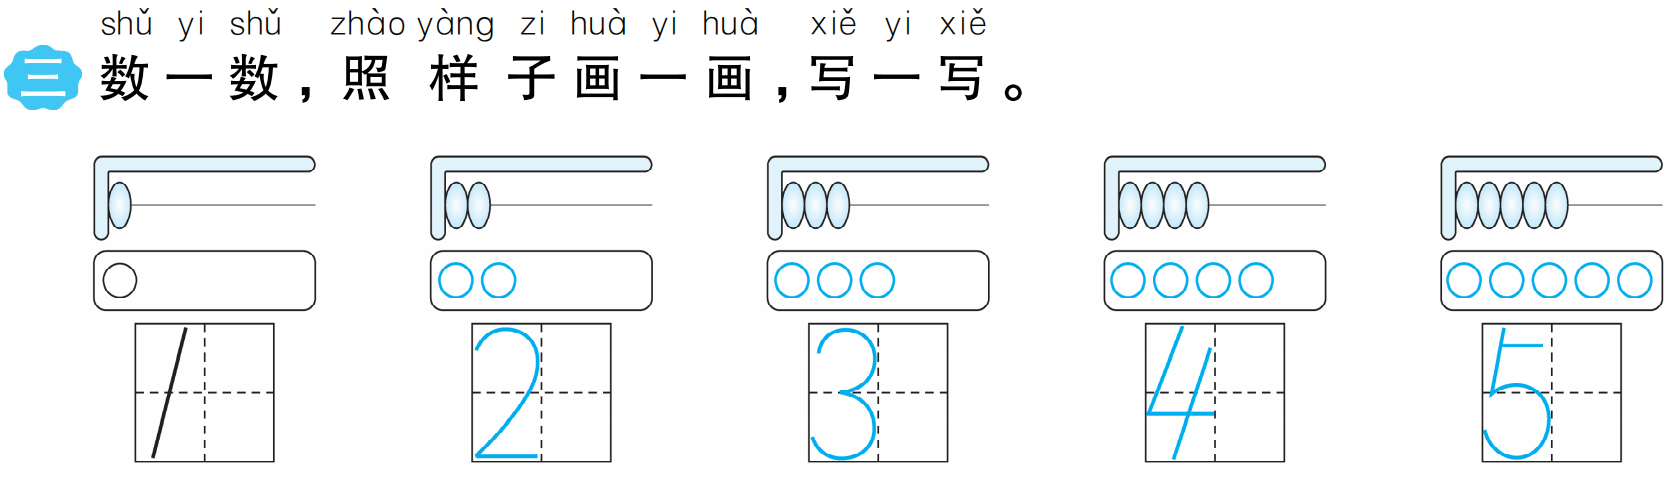 shǔ yi shǔ zhào yàng zi huà yi huà xiě yi xiě
三 数一数，照样子画一画，写一写。
1 2 3 4 5